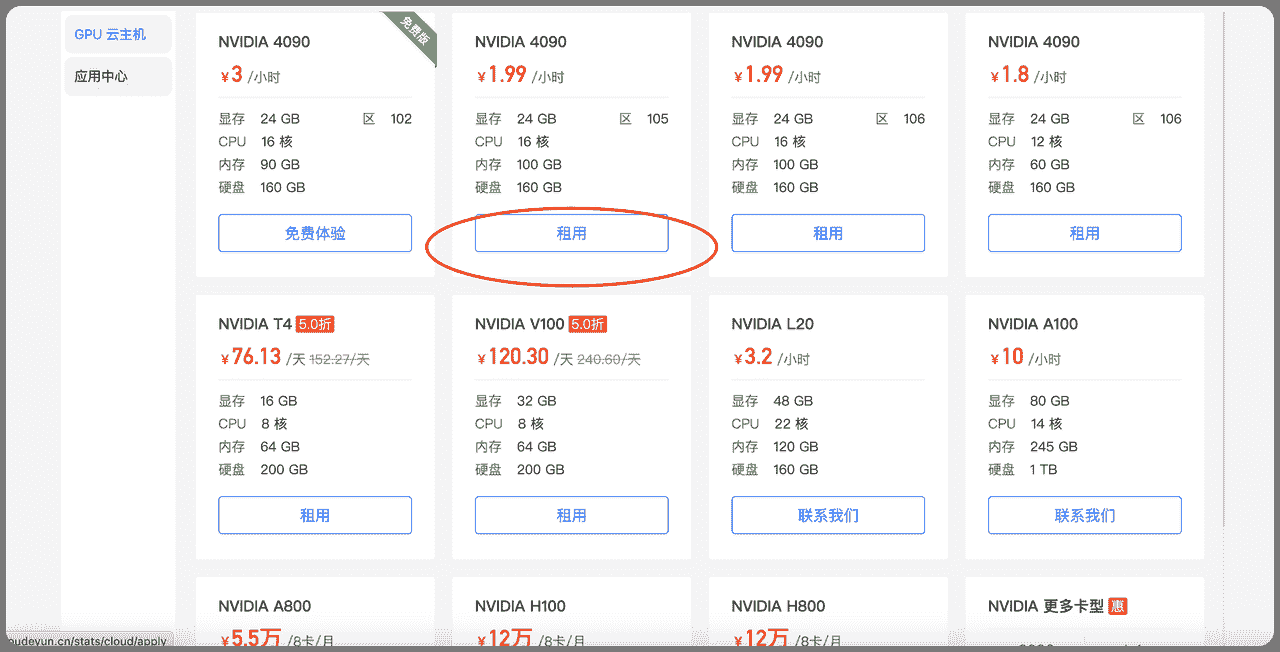 GPU 云主机
应用中心
免费版
NVIDIA 4090
¥3 /小时
显存 24 GB 区 102
CPU 16 核
内存 90 GB
硬盘 160 GB
免费体验
NVIDIA 4090
¥1.99 /小时
显存 24 GB 区 105
CPU 16 核
内存 100 GB
硬盘 160 GB
租用
NVIDIA 4090
¥1.99 /小时
显存 24 GB 区 106
CPU 16 核
内存 100 GB
硬盘 160 GB
租用
NVIDIA 4090
¥1.8 /小时
显存 24 GB 区 106
CPU 12 核
内存 60 GB
硬盘 160 GB
租用
NVIDIA T4 5.0折
¥76.13 /天 152.27/天
显存 16 GB
CPU 8 核
内存 64 GB
硬盘 200 GB
租用
NVIDIA V100 5.0折
¥120.30 /天 240.60/天
显存 32 GB
CPU 8 核
内存 64 GB
硬盘 200 GB
租用
NVIDIA L20
¥3.2 /小时
显存 48 GB
CPU 22 核
内存 120 GB
硬盘 160 GB
联系我们
NVIDIA A100
¥10 /小时
显存 80 GB
CPU 14 核
内存 245 GB
硬盘 1 TB
联系我们
NVIDIA A800
¥5.5万 /8卡/月
NVIDIA H100
¥12万 /8卡/月
NVIDIA H800
¥12万 /8卡/月
NVIDIA 更多卡型 惠
oudeyun.cn/stats/cloud/apply